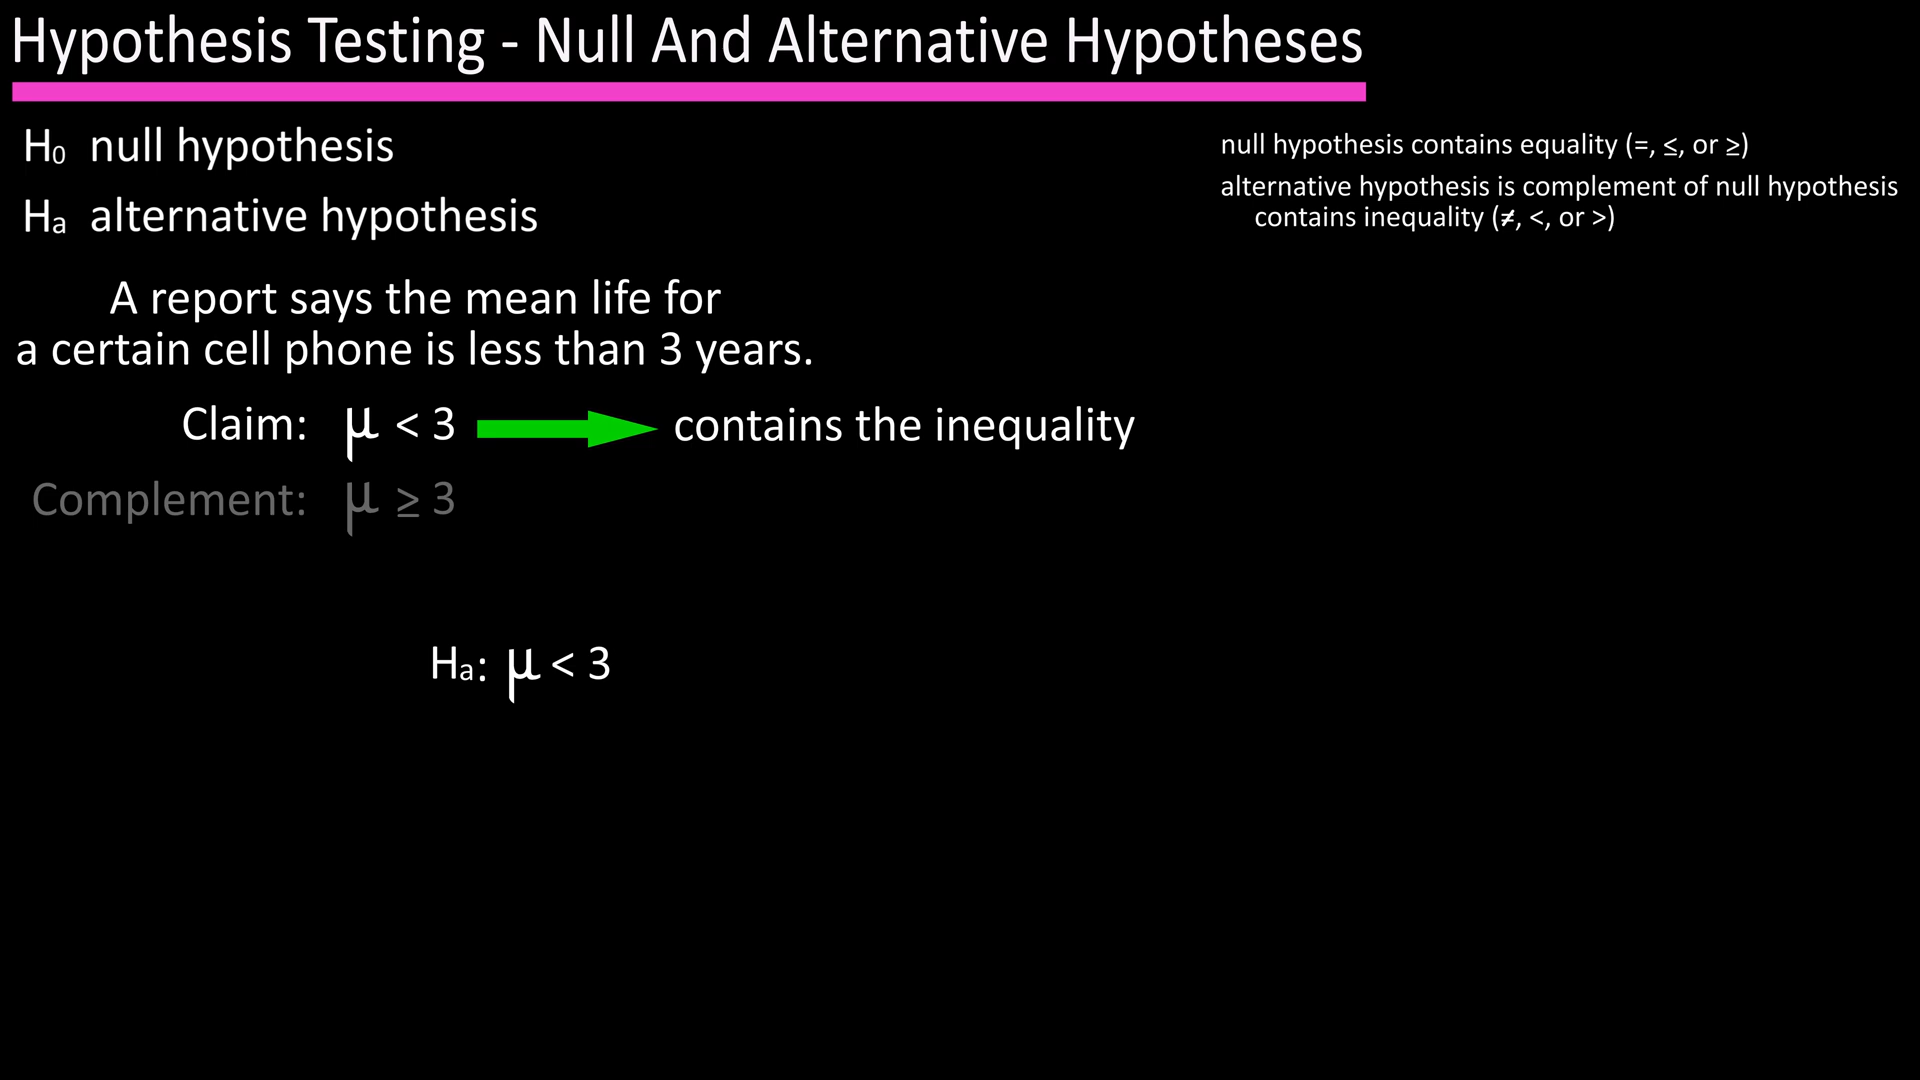 Hypothesis Testing - Null And Alternative Hypotheses
H₀ null hypothesis
Hₐ alternative hypothesis
null hypothesis contains equality (=, ≤, or ≥)
alternative hypothesis is complement of null hypothesis
contains inequality (≠, <, or >)
A report says the mean life for
a certain cell phone is less than 3 years.
Claim: μ < 3 contains the inequality
Complement: μ ≥ 3
Hₐ: μ < 3